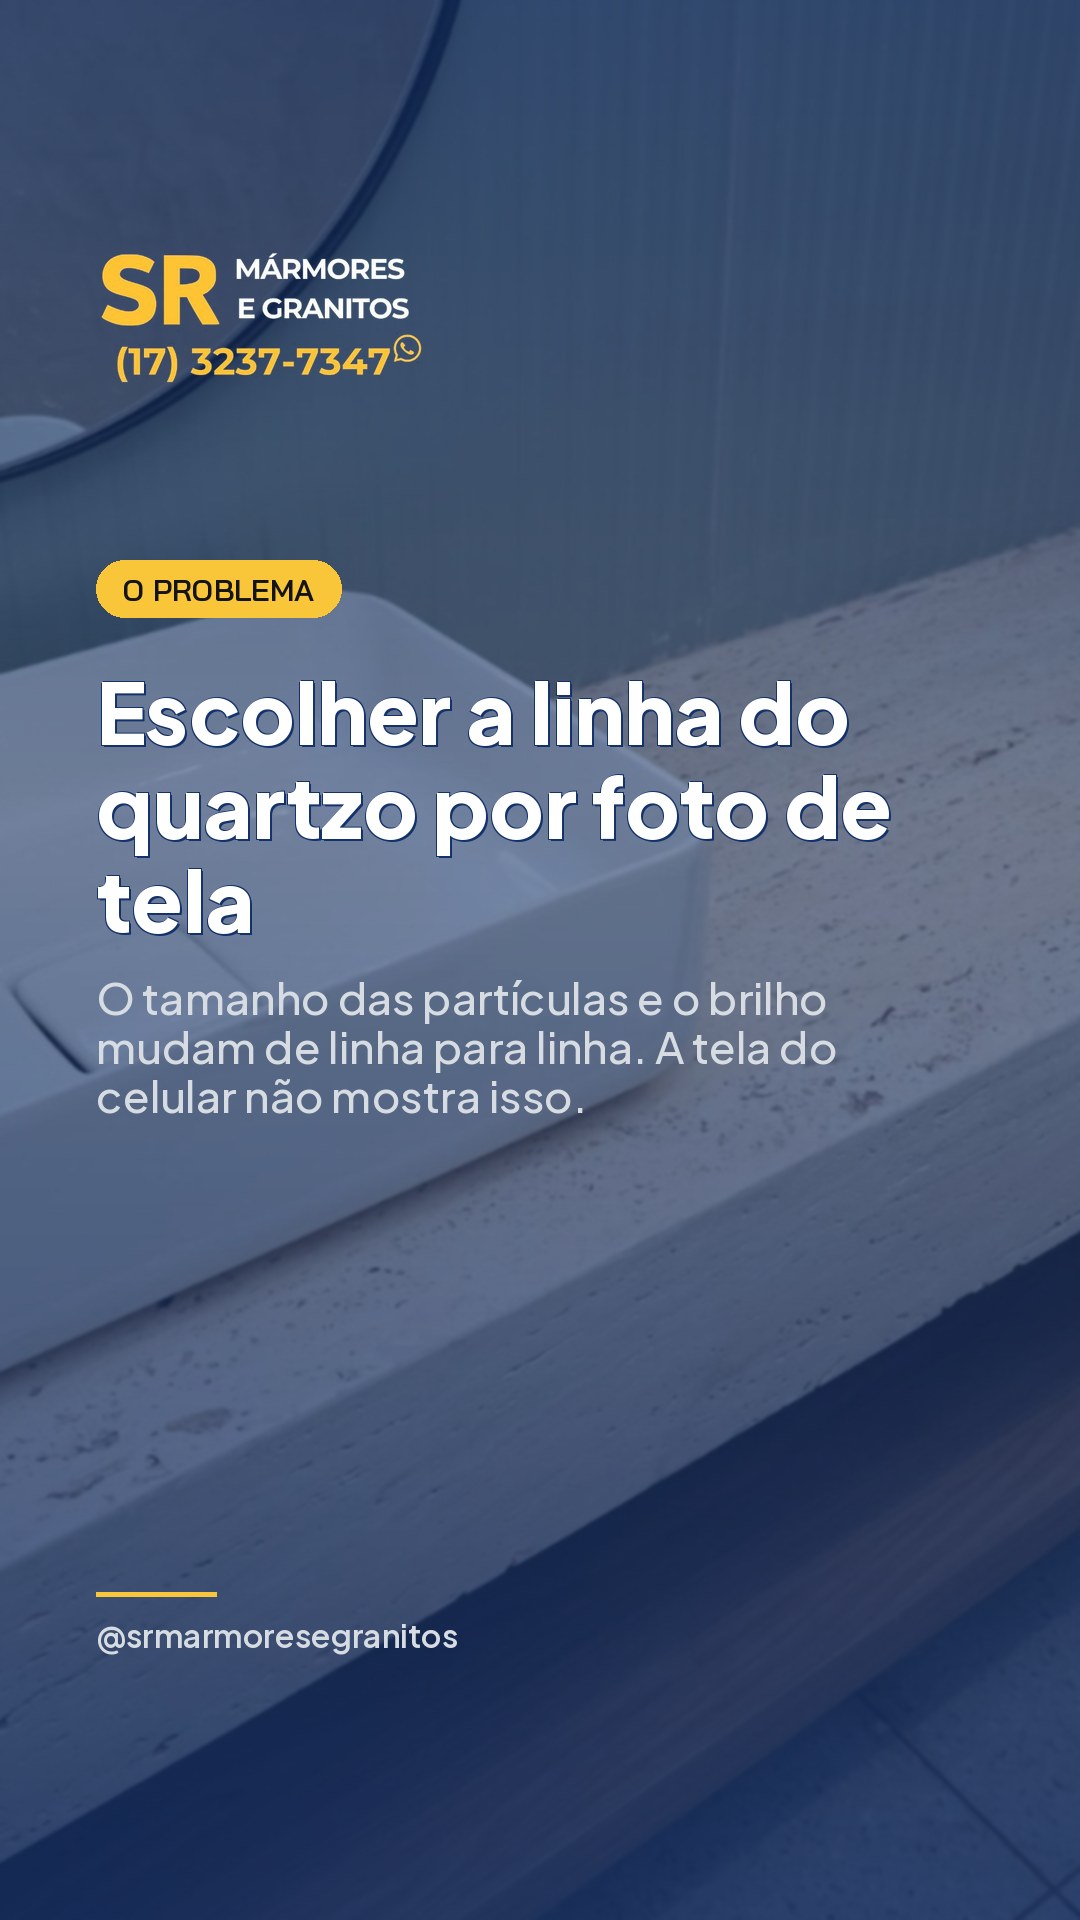 SR MÁRMORES
E GRANITOS
(17) 3237-7347
O PROBLEMA
Escolher a linha do
quartzo por foto de
tela
O tamanho das partículas e o brilho
mudam de linha para linha. A tela do
celular não mostra isso.
@srmarmoresegranitos